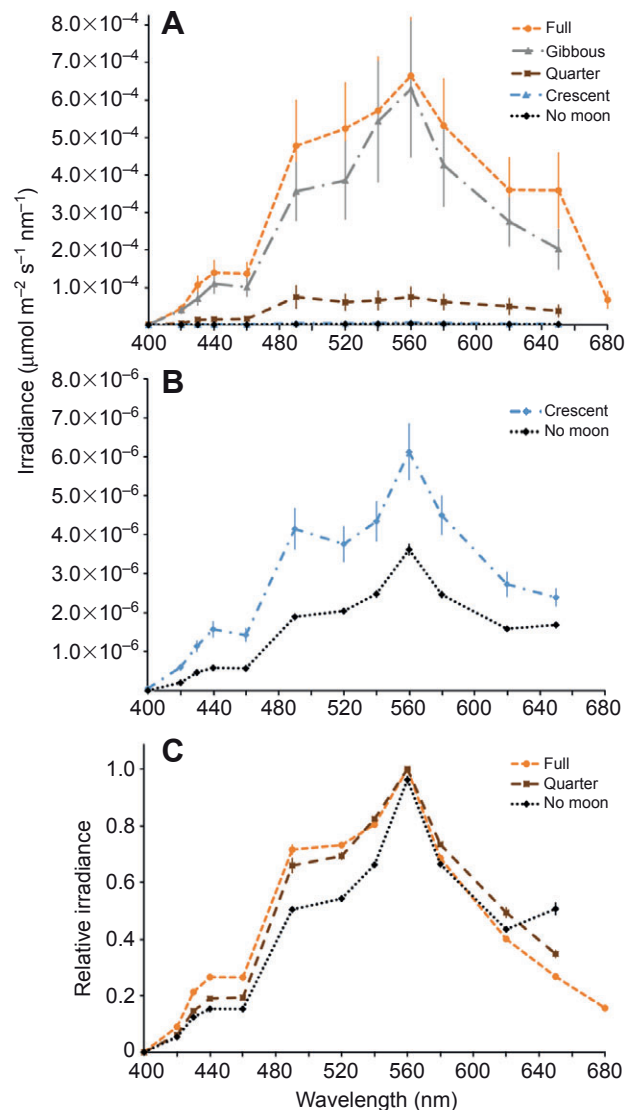 A
8.0×10⁻⁴
7.0×10⁻⁴
6.0×10⁻⁴
5.0×10⁻⁴
4.0×10⁻⁴
3.0×10⁻⁴
2.0×10⁻⁴
1.0×10⁻⁴
Full
Gibbous
Quarter
Crescent
No moon
400 440 480 520 560 600 640 680
Irradiance (μmol m⁻² s⁻¹ nm⁻¹)
B
8.0×10⁻⁶
7.0×10⁻⁶
6.0×10⁻⁶
5.0×10⁻⁶
4.0×10⁻⁶
3.0×10⁻⁶
2.0×10⁻⁶
1.0×10⁻⁶
Crescent
No moon
400 440 480 520 560 600 640 680
C
1.0
0.8
0.6
0.4
0.2
0
Full
Quarter
No moon
Relative irradiance
400 440 480 520 560 600 640 680
Wavelength (nm)